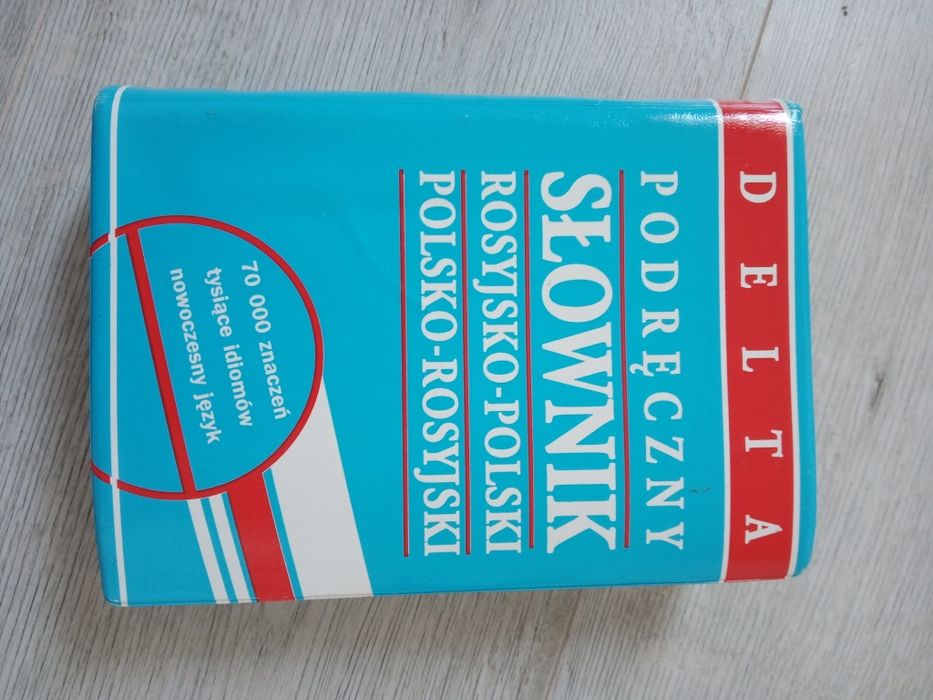 DELTA
PODRĘCZNY
SŁOWNIK
ROSYJSKO-POLSKI
POLSKO-ROSYJSKI
70 000 znaczeń
tysiące idiomów
nowoczesny język